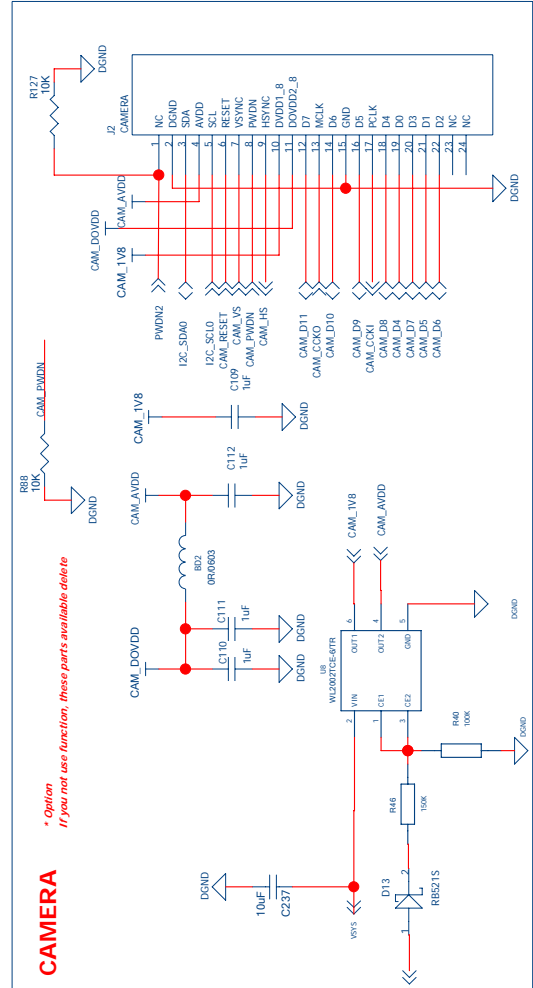 CAMERA
* Option
If you not use function, these parts available delete
R127
10K
DGND
J2
CAMERA
NC
DGND
SDA
AVDD
SCL
RESET
VSYNC
PWDN
HSYNC
DVDD1_8
DOVDD2_8
D7
MCLK
D6
GND
D5
PCLK
D4
D0
D3
D1
D2
NC
NC
1
2
3
4
5
6
7
8
9
10
11
12
13
14
15
16
17
18
19
20
21
22
23
24
CAM_AVDD
CAM_DOVDD
CAM_1V8
DGND
PWDN2
I2C_SDA0
I2C_SCL0
CAM_RESET
CAM_VS
CAM_PWDN
CAM_HS
CAM_D11
CAM_CCKO
CAM_D10
CAM_D9
CAM_CCKI
CAM_D8
CAM_D4
CAM_D7
CAM_D5
CAM_D6
R88
10K
CAM_PWDN
DGND
CAM_1V8
C109
1uF
DGND
CAM_AVDD
C112
1uF
DGND
BD2
0R/0603
CAM_DOVDD
C111
1uF
DGND
C110
1uF
DGND
U8
WL2002TCE-6/TR
VIN
CE1
CE2
OUT1
OUT2
GND
2
1
3
6
4
5
CAM_1V8
CAM_AVDD
DGND
R40
100K
DGND
R46
150K
D13
RB521S
2
1
DGND
10uF
C237
VSYS